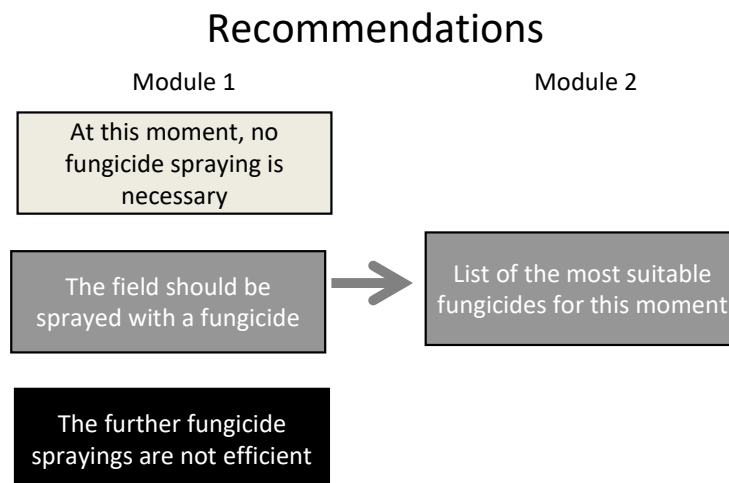 Recommendations
Module 1
Module 2
At this moment, no
fungicide spraying is
necessary
The field should be
sprayed with a fungicide
List of the most suitable
fungicides for this moment
The further fungicide
sprayings are not efficient